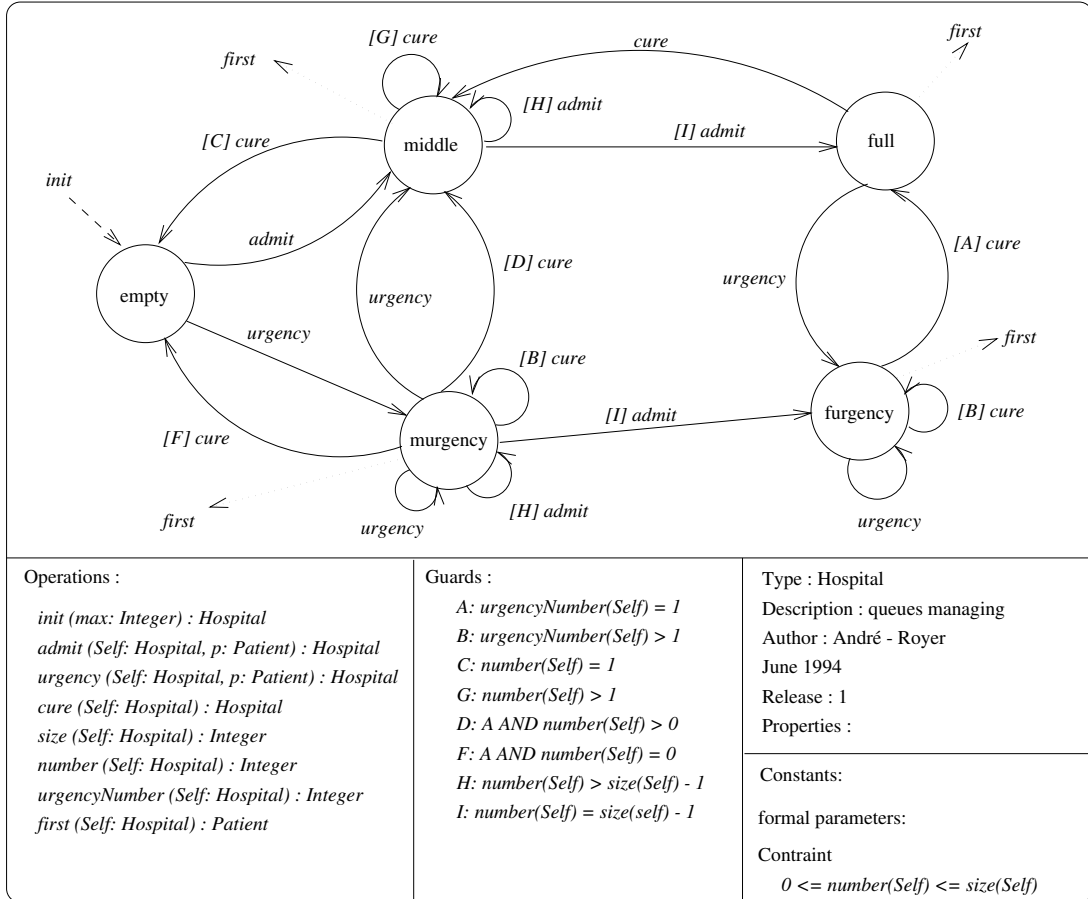 [G] cure
cure
first
first
[H] admit
[I] admit
middle
full
[C] cure
init
admit
[D] cure
[A] cure
urgency
urgency
empty
urgency
first
[B] cure
[I] admit
furgency
[B] cure
[F] cure
murgency
first
urgency
[H] admit
urgency
Operations :
init (max: Integer) : Hospital
admit (Self: Hospital, p: Patient) : Hospital
urgency (Self: Hospital, p: Patient) : Hospital
cure (Self: Hospital) : Hospital
size (Self: Hospital) : Integer
number (Self: Hospital) : Integer
urgencyNumber (Self: Hospital) : Integer
first (Self: Hospital) : Patient
Guards :
A: urgencyNumber(Self) = 1
B: urgencyNumber(Self) > 1
C: number(Self) = 1
G: number(Self) > 1
D: A AND number(Self) > 0
F: A AND number(Self) = 0
H: number(Self) > size(Self) - 1
I: number(Self) = size(self) - 1
Type : Hospital
Description : queues managing
Author : André - Royer
June 1994
Release : 1
Properties :
Constants:
formal parameters:
Contraint
0 <= number(Self) <= size(Self)